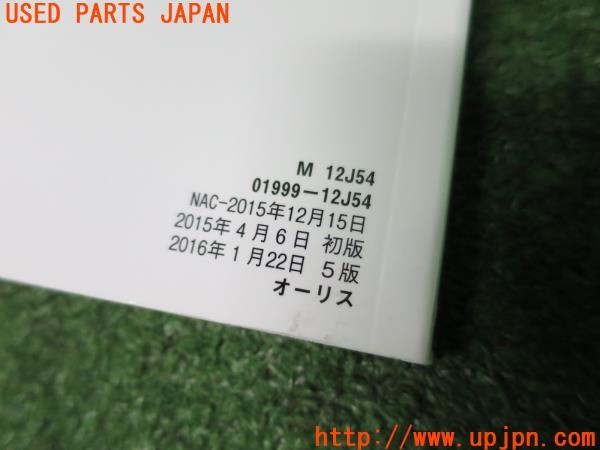 USED PARTS JAPAN
M 12J54
01999−12J54
NAC−2015年12月15日
2015年4月6日 初版
2016年1月22日 5版
オーリス
http://www.upjpn.com